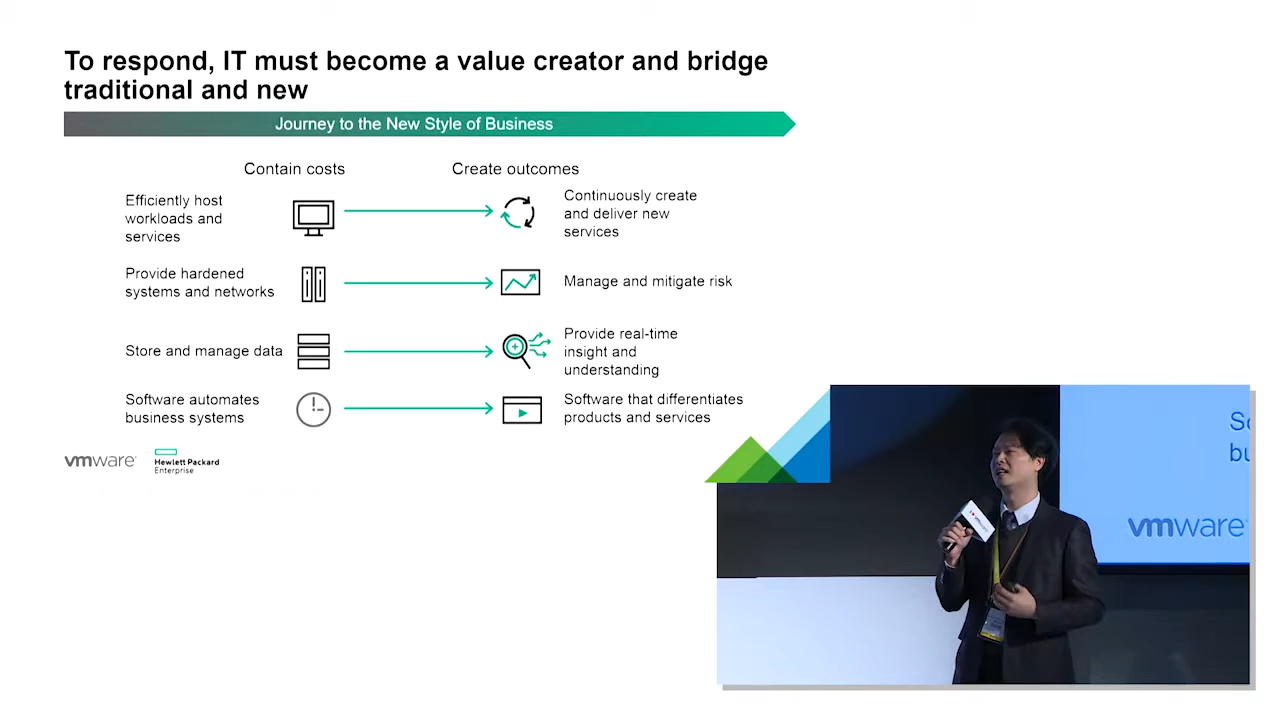 To respond, IT must become a value creator and bridge
traditional and new
Journey to the New Style of Business
Contain costs
Create outcomes
Efficiently host
workloads and
services
Continuously create
and deliver new
services
Provide hardened
systems and networks
Manage and mitigate risk
Store and manage data
Provide real-time
insight and
understanding
Software automates
business systems
Software that differentiates
products and services
vmware
Hewlett Packard
Enterprise
vmware